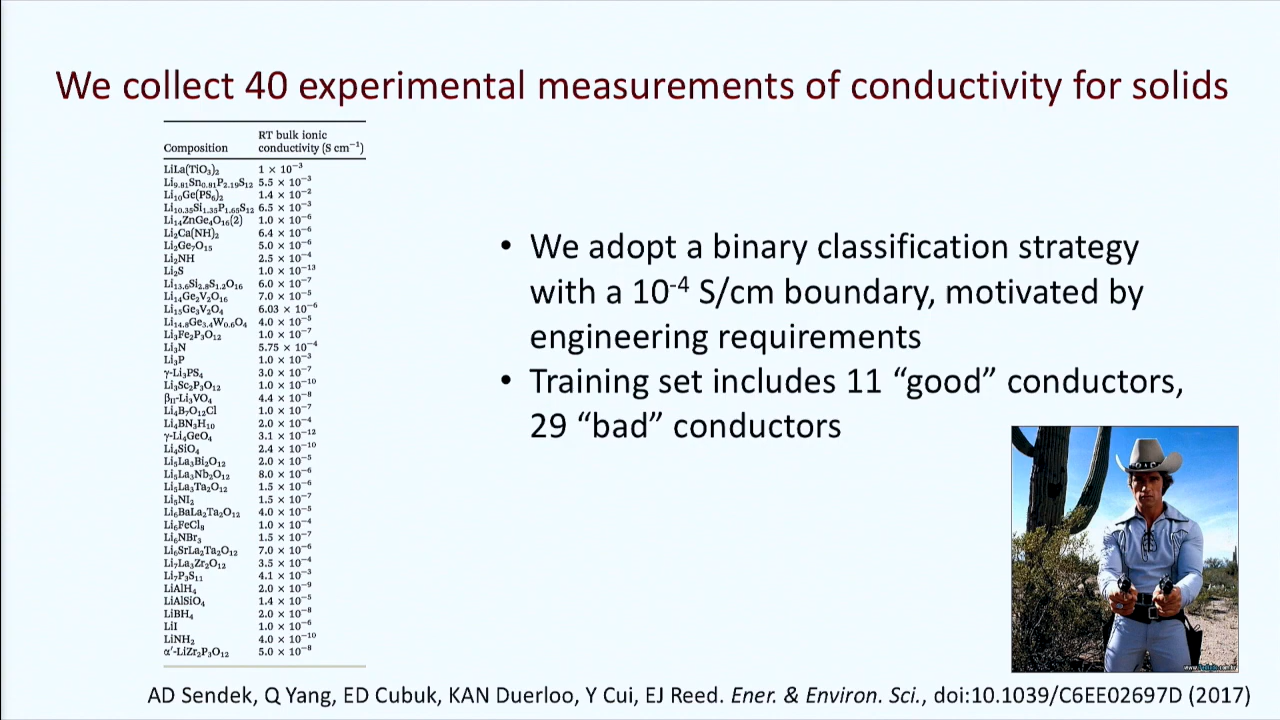 We collect 40 experimental measurements of conductivity for solids
RT bulk ionic
Composition conductivity (S cm⁻¹)
LiLa(TiO₃)₂ 1 × 10⁻³
Li₉.₈₁Sn₀.₈₁P₂.₁₉S₁₂ 5.5 × 10⁻³
Li₁₀Ge(PS₆)₂ 1.4 × 10⁻²
Li₁₀.₃₅Si₁.₃₅P₁.₆₅S₁₂ 6.5 × 10⁻³
Li₁₄ZnGe₄O₁₆(2) 1.0 × 10⁻⁶
Li₂Ca(NH)₂ 6.4 × 10⁻⁶
Li₂Ge₇O₁₅ 5.0 × 10⁻⁶
Li₂NH 2.5 × 10⁻⁴
Li₂S 1.0 × 10⁻¹³
Li₁₃.₆Si₂.₈S₁.₂O₁₆ 6.0 × 10⁻⁷
Li₁₄Ge₂V₂O₁₆ 7.0 × 10⁻⁵
Li₁₅Ge₃V₂O₄ 6.03 × 10⁻⁶
Li₁₄.₈Ge₃.₄W₀.₆O₄ 4.0 × 10⁻⁵
Li₃Fe₂P₃O₁₂ 1.0 × 10⁻⁷
Li₃N 5.75 × 10⁻⁴
Li₃P 1.0 × 10⁻³
γ-Li₃PS₄ 3.0 × 10⁻⁷
Li₃Sc₂P₃O₁₂ 1.0 × 10⁻¹⁰
βII-Li₃VO₄ 4.4 × 10⁻⁸
Li₄B₇O₁₂Cl 1.0 × 10⁻⁷
Li₄BN₃H₁₀ 2.0 × 10⁻⁴
γ-Li₄GeO₄ 3.1 × 10⁻¹²
Li₄SiO₄ 2.4 × 10⁻¹⁰
Li₅La₃Bi₂O₁₂ 2.0 × 10⁻⁵
Li₅La₃Nb₂O₁₂ 8.0 × 10⁻⁶
Li₅La₃Ta₂O₁₂ 1.5 × 10⁻⁶
Li₅NI₂ 1.5 × 10⁻⁷
Li₆BaLa₂Ta₂O₁₂ 4.0 × 10⁻⁵
Li₆FeCl₈ 1.0 × 10⁻⁴
Li₆NBr₃ 1.5 × 10⁻⁷
Li₆SrLa₂Ta₂O₁₂ 7.0 × 10⁻⁶
Li₇La₃Zr₂O₁₂ 3.5 × 10⁻⁴
Li₇P₃S₁₁ 4.1 × 10⁻³
LiAlH₄ 2.0 × 10⁻⁹
LiAlSiO₄ 1.4 × 10⁻⁵
LiBH₄ 2.0 × 10⁻⁸
LiI 1.0 × 10⁻⁶
LiNH₂ 4.0 × 10⁻¹⁰
α′-LiZr₂P₃O₁₂ 5.0 × 10⁻⁸
• We adopt a binary classification strategy
with a 10⁻⁴ S/cm boundary, motivated by
engineering requirements
• Training set includes 11 “good” conductors,
29 “bad” conductors
AD Sendek, Q Yang, ED Cubuk, KAN Duerloo, Y Cui, EJ Reed. Ener. & Environ. Sci., doi:10.1039/C6EE02697D (2017)